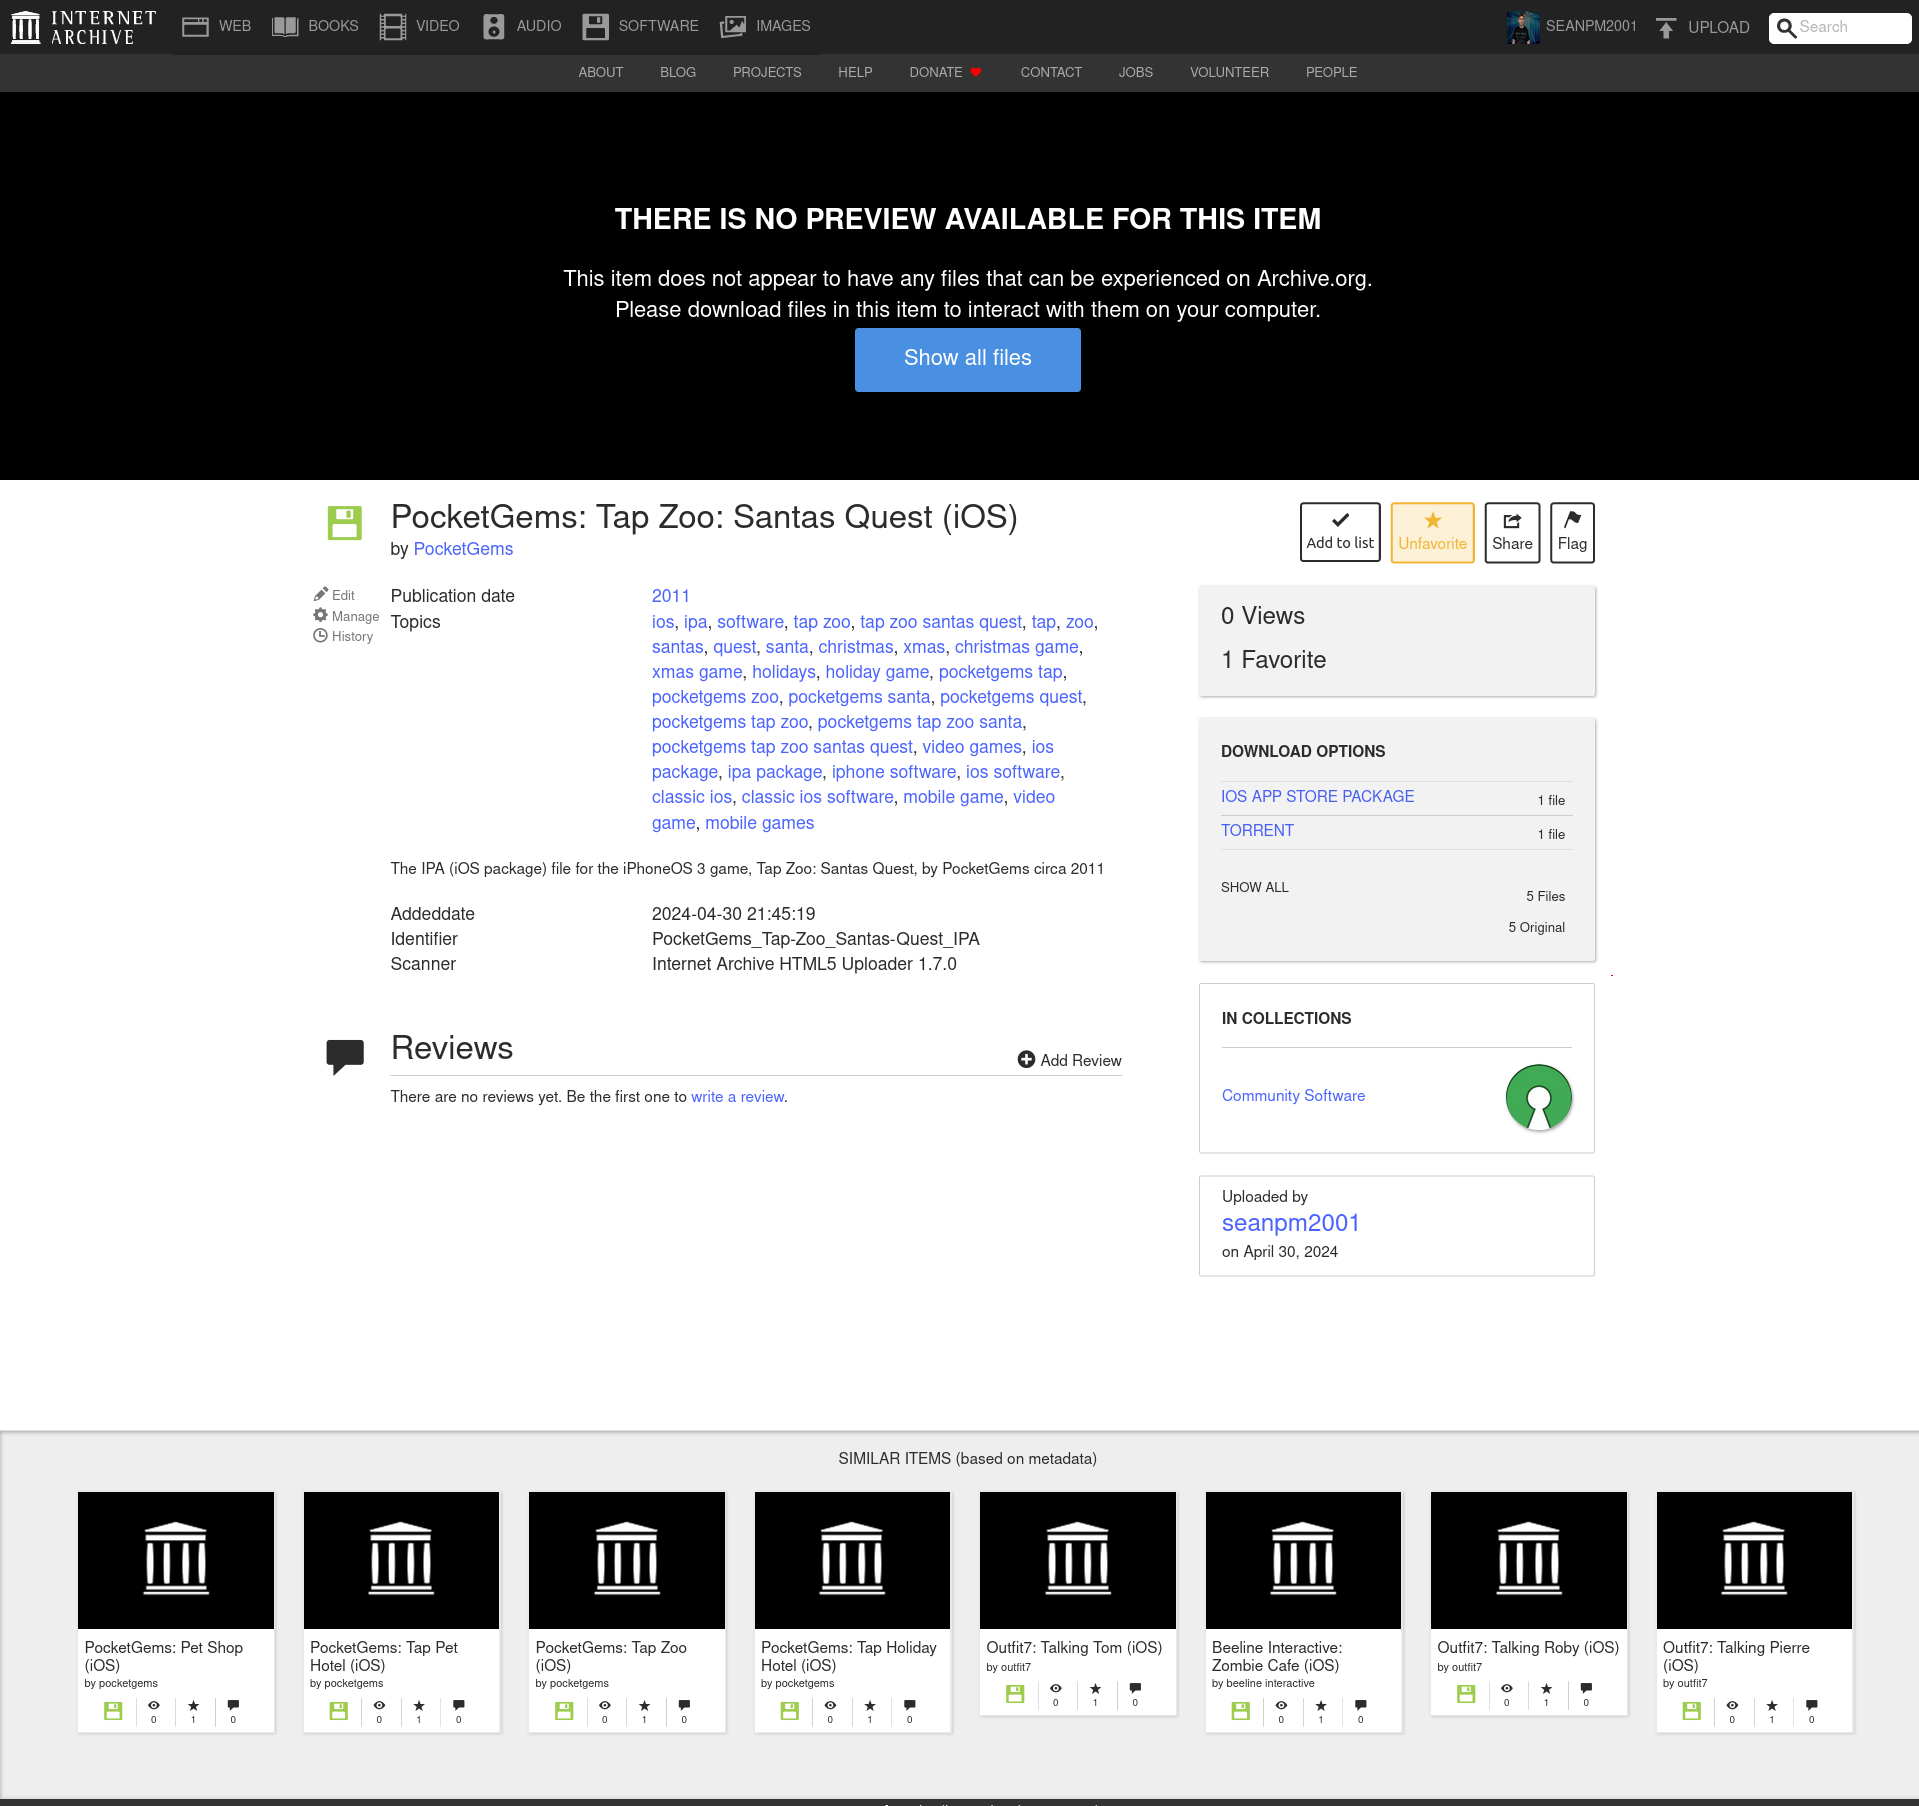 INTERNET ARCHIVE
WEB BOOKS VIDEO AUDIO SOFTWARE IMAGES SEANPM2001 UPLOAD Search
ABOUT BLOG PROJECTS HELP DONATE CONTACT JOBS VOLUNTEER PEOPLE
THERE IS NO PREVIEW AVAILABLE FOR THIS ITEM
This item does not appear to have any files that can be experienced on Archive.org.
Please download files in this item to interact with them on your computer.
Show all files
PocketGems: Tap Zoo: Santas Quest (iOS)
by PocketGems
Add to list
Unfavorite
Share
Flag
Edit
Manage
History
Publication date 2011
Topics ios, ipa, software, tap zoo, tap zoo santas quest, tap, zoo,
santas, quest, santa, christmas, xmas, christmas game,
xmas game, holidays, holiday game, pocketgems tap,
pocketgems zoo, pocketgems santa, pocketgems quest,
pocketgems tap zoo, pocketgems tap zoo santa,
pocketgems tap zoo santas quest, video games, ios
package, ipa package, iphone software, ios software,
classic ios, classic ios software, mobile game, video
game, mobile games
The IPA (iOS package) file for the iPhoneOS 3 game, Tap Zoo: Santas Quest, by PocketGems circa 2011
Addeddate 2024-04-30 21:45:19
Identifier PocketGems_Tap-Zoo_Santas-Quest_IPA
Scanner Internet Archive HTML5 Uploader 1.7.0
Reviews
Add Review
There are no reviews yet. Be the first one to write a review.
0 Views
1 Favorite
DOWNLOAD OPTIONS
IOS APP STORE PACKAGE 1 file
TORRENT 1 file
SHOW ALL 5 Files
5 Original
IN COLLECTIONS
Community Software
Uploaded by
seanpm2001
on April 30, 2024
SIMILAR ITEMS (based on metadata)
PocketGems: Pet Shop
(iOS)
by pocketgems
0 1 0
PocketGems: Tap Pet
Hotel (iOS)
by pocketgems
0 1 0
PocketGems: Tap Zoo
(iOS)
by pocketgems
0 1 0
PocketGems: Tap Holiday
Hotel (iOS)
by pocketgems
0 1 0
Outfit7: Talking Tom (iOS)
by outfit7
0 1 0
Beeline Interactive:
Zombie Cafe (iOS)
by beeline interactive
0 1 0
Outfit7: Talking Roby (iOS)
by outfit7
0 1 0
Outfit7: Talking Pierre
(iOS)
by outfit7
0 1 0